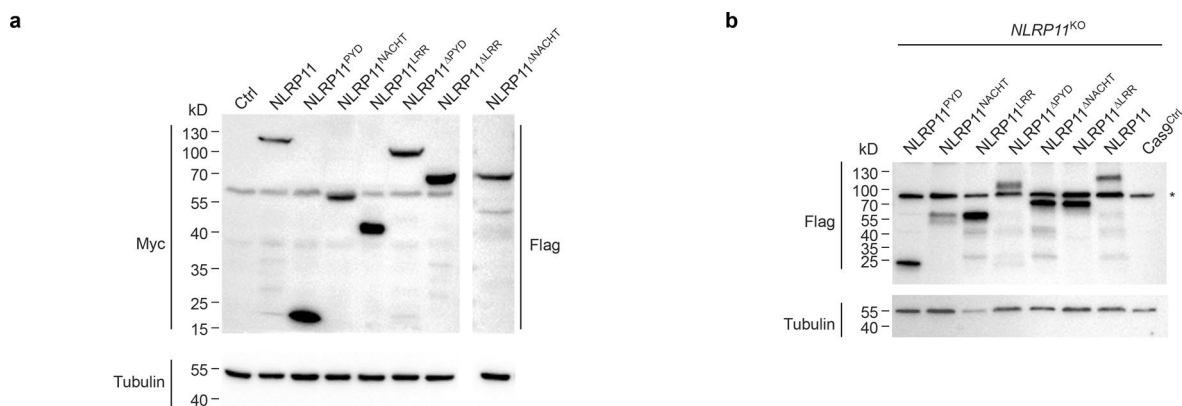 a
Ctrl
NLRP11
NLRP11PYD
NLRP11NACHT
NLRP11LRR
NLRP11ΔPYD
NLRP11ΔLRR
NLRP11ΔNACHT
kD
130
100
70
55
40
35
25
15
Myc
Flag
Tubulin
55
40
b
NLRP11KO
NLRP11PYD
NLRP11NACHT
NLRP11LRR
NLRP11ΔPYD
NLRP11ΔNACHT
NLRP11ΔLRR
NLRP11
Cas9Ctrl
kD
130
100
70
55
40
35
25
Flag
*
Tubulin
55
40